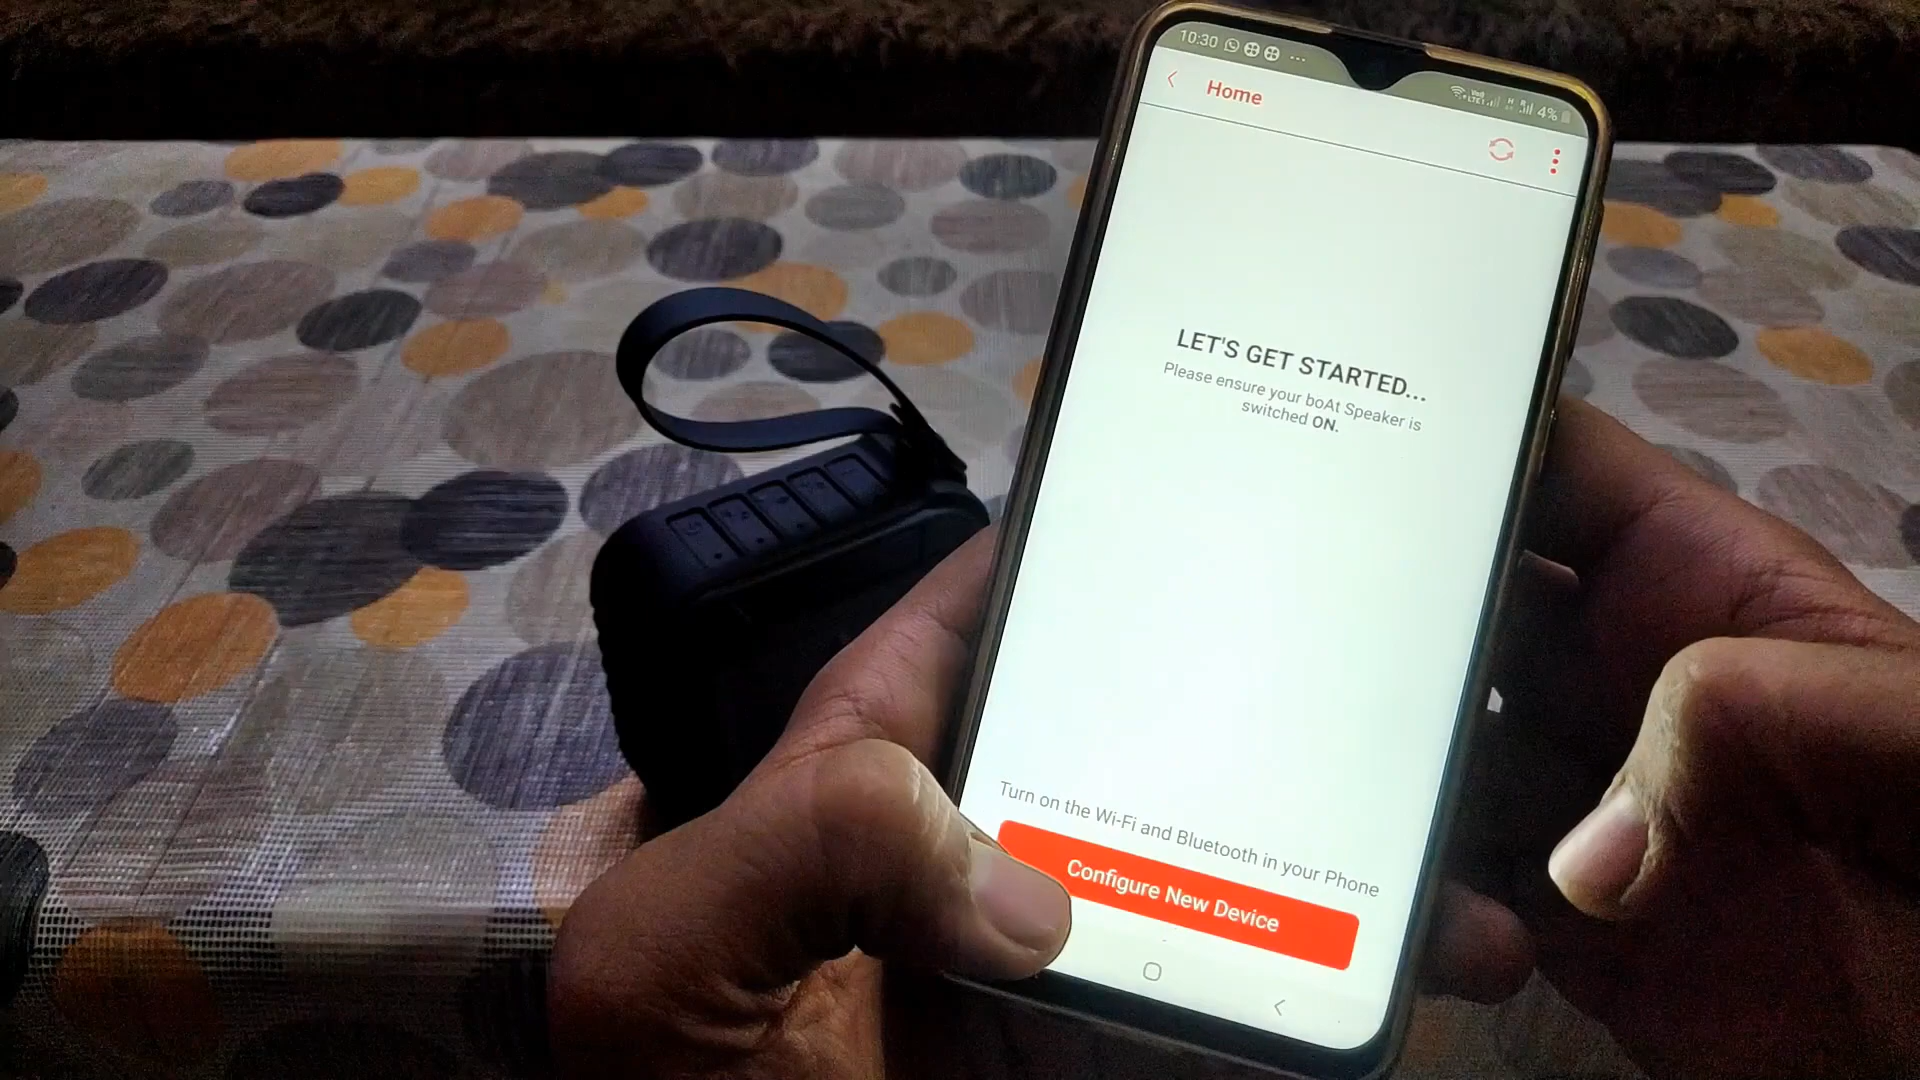 10:30
4%
Home
LET'S GET STARTED...
Please ensure your boAt Speaker is
switched ON.
Turn on the Wi-Fi and Bluetooth in your Phone
Configure New Device